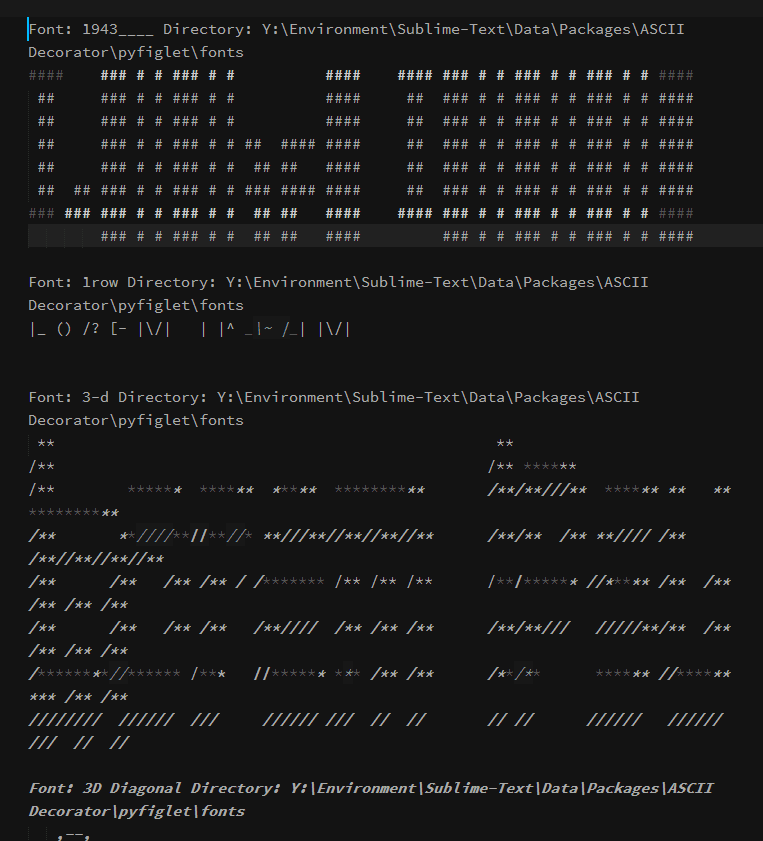 Font: 1943____ Directory: Y:\Environment\Sublime-Text\Data\Packages\ASCII
Decorator\pyfiglet\fonts
####    ### # # ### # #          ####    #### ### # # ### # # ### # # ####
 ##     ### # # ### # #          ####     ##  ### # # ### # # ### # # ####
 ##     ### # # ### # #          ####     ##  ### # # ### # # ### # # ####
 ##     ### # # ### # # ##  #### ####     ##  ### # # ### # # ### # # ####
 ##     ### # # ### # #  ## ##   ####     ##  ### # # ### # # ### # # ####
 ##  ## ### # # ### # # ### #### ####     ##  ### # # ### # # ### # # ####
### ### ### # # ### # #  ## ##   ####    #### ### # # ### # # ### # # ####
        ### # # ### # #  ## ##   ####         ### # # ### # # ### # # ####
Font: 1row Directory: Y:\Environment\Sublime-Text\Data\Packages\ASCII
Decorator\pyfiglet\fonts
|_ () /? [- |\/|   | |^ _\~ /_| |\/|
Font: 3-d Directory: Y:\Environment\Sublime-Text\Data\Packages\ASCII
Decorator\pyfiglet\fonts
 **                                                 **
/**                                                /** ******
/**        ******  ******  *****  **********       /**/**///**  ****** **   **
**********
/**       **////**//**//* **///**//**//**//**      /**/**  /** **//// /**
/**//**//**//**
/**      /**   /** /** / /******* /** /** /**      /**/****** //***** /**  /**
/** /** /**
/**      /**   /** /**   /**////  /** /** /**      /**/**///   /////**/**  /**
/** /** /**
/********//****** /***   //****** *** /** /**      /**/**      ****** //******
*** /** /**
////////  //////  ///     ////// ///  //  //       // //      //////   //////
///  //  //
Font: 3D Diagonal Directory: Y:\Environment\Sublime-Text\Data\Packages\ASCII
Decorator\pyfiglet\fonts
   ,--,